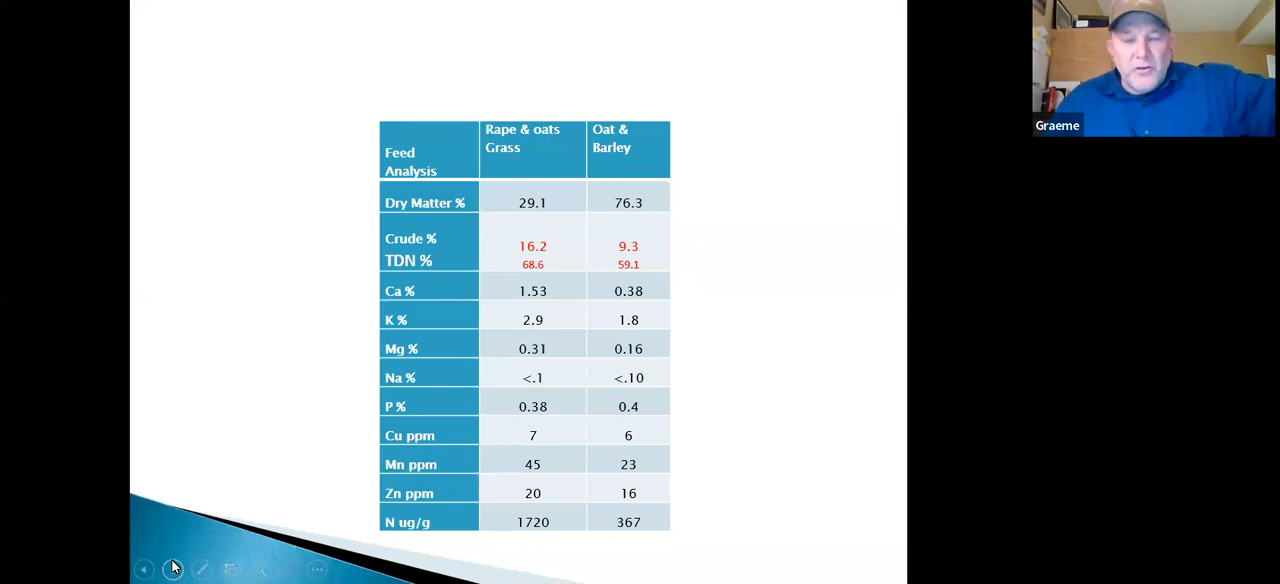 Graeme
Feed
Analysis
Rape & oats
Grass
Oat &
Barley
Dry Matter % 29.1 76.3
Crude % 16.2 9.3
TDN % 68.6 59.1
Ca % 1.53 0.38
K % 2.9 1.8
Mg % 0.31 0.16
Na % <.1 <.10
P % 0.38 0.4
Cu ppm 7 6
Mn ppm 45 23
Zn ppm 20 16
N ug/g 1720 367